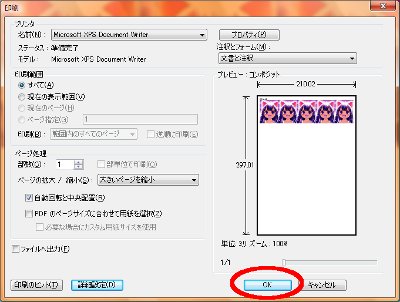 印刷
プリンタ
名前(N): Microsoft XPS Document Writer
プロパティ(P)
ステータス: 準備完了
注釈とフォーム(M):
モデル: Microsoft XPS Document Writer
文書と注釈
印刷範囲
すべて(A)
現在の表示範囲(V)
現在のページ(U)
ページ指定(G) 1
印刷(B): 範囲内のすべてのページ
逆順に印刷(E)
ページ処理
部数(C): 1
部単位で印刷(O)
ページの拡大 / 縮小(S): 大きいページを縮小
自動回転と中央配置(R)
PDF のページサイズに合わせて用紙を選択(Z)
必要な場合にカスタム用紙サイズを使用
ファイルへ出力(F)
プレビュー: コンポジット
210.02
297.01
単位: ミリ ズーム: 100%
1/1
印刷のヒント(T)
詳細設定(D)
OK
キャンセル